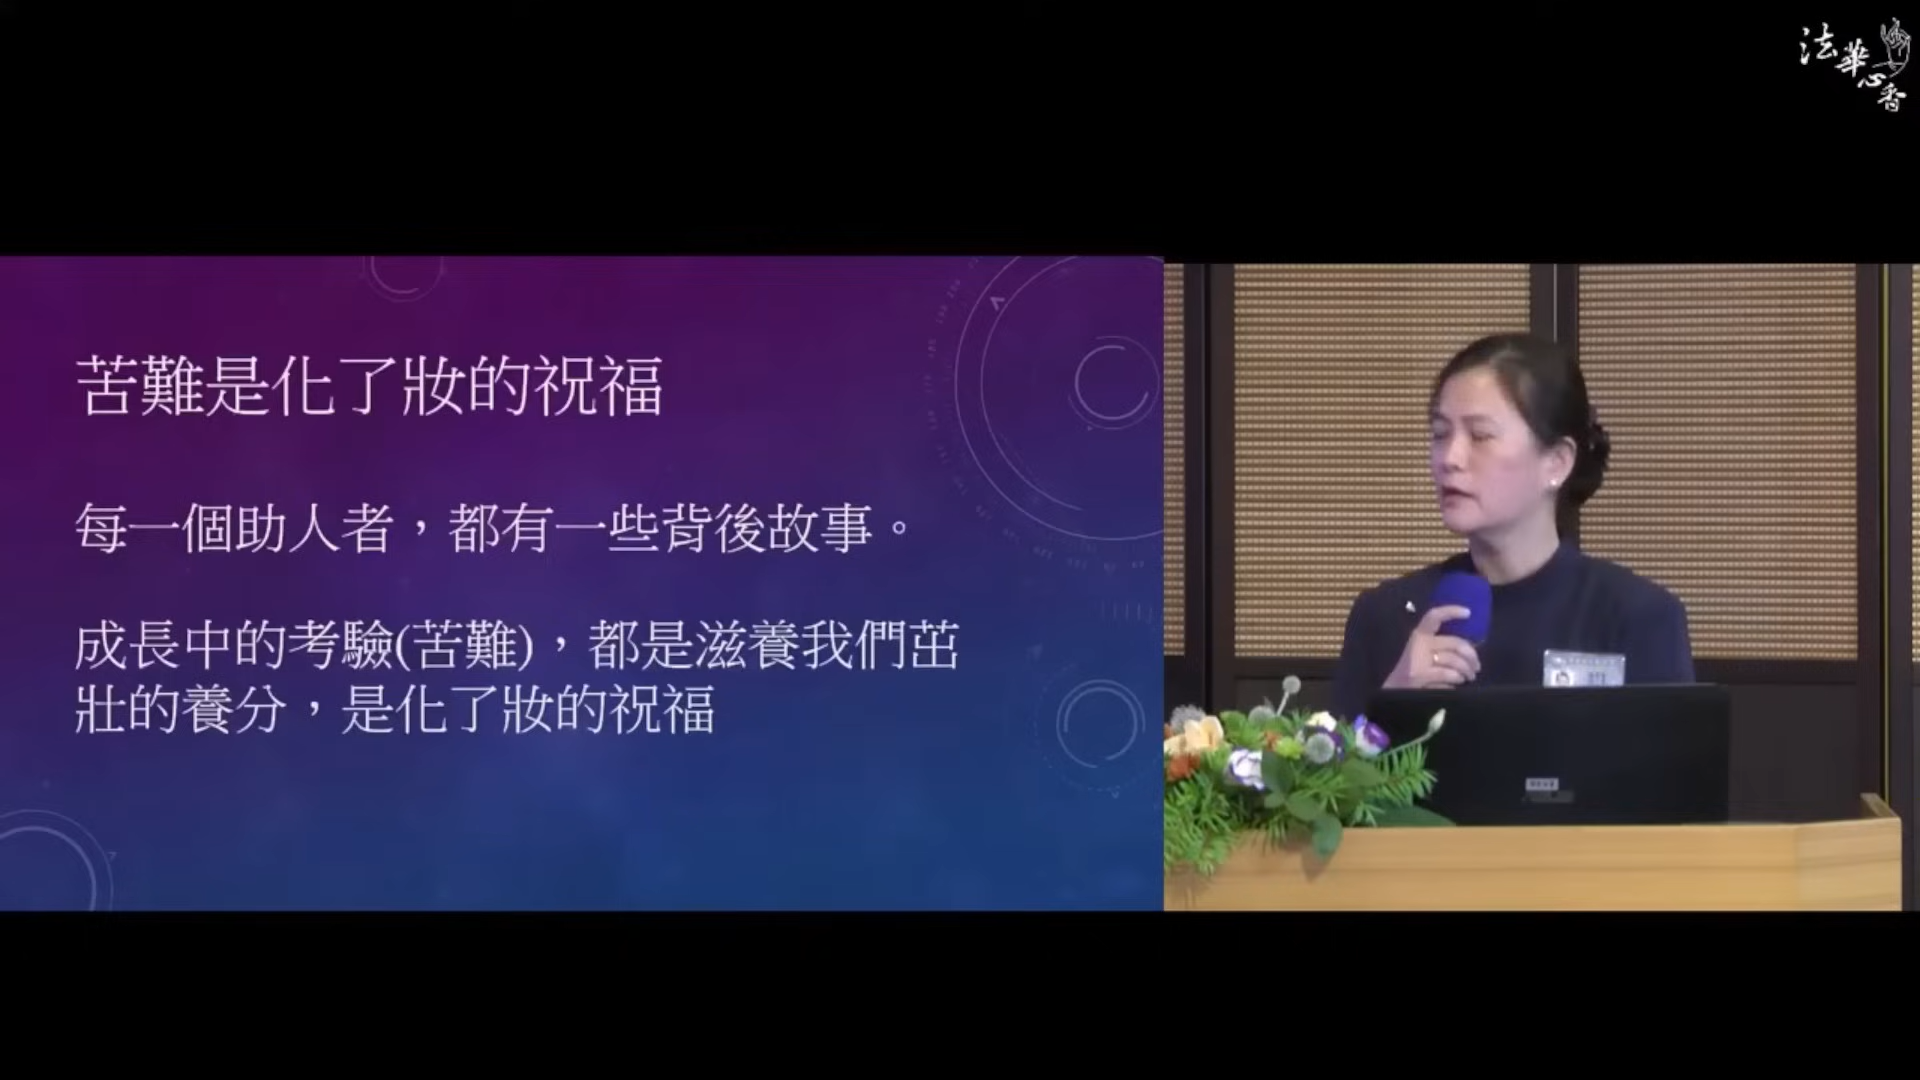 法華心香
苦難是化了妝的祝福
每一個助人者，都有一些背後故事。
成長中的考驗(苦難)，都是滋養我們茁
壯的養分，是化了妝的祝福